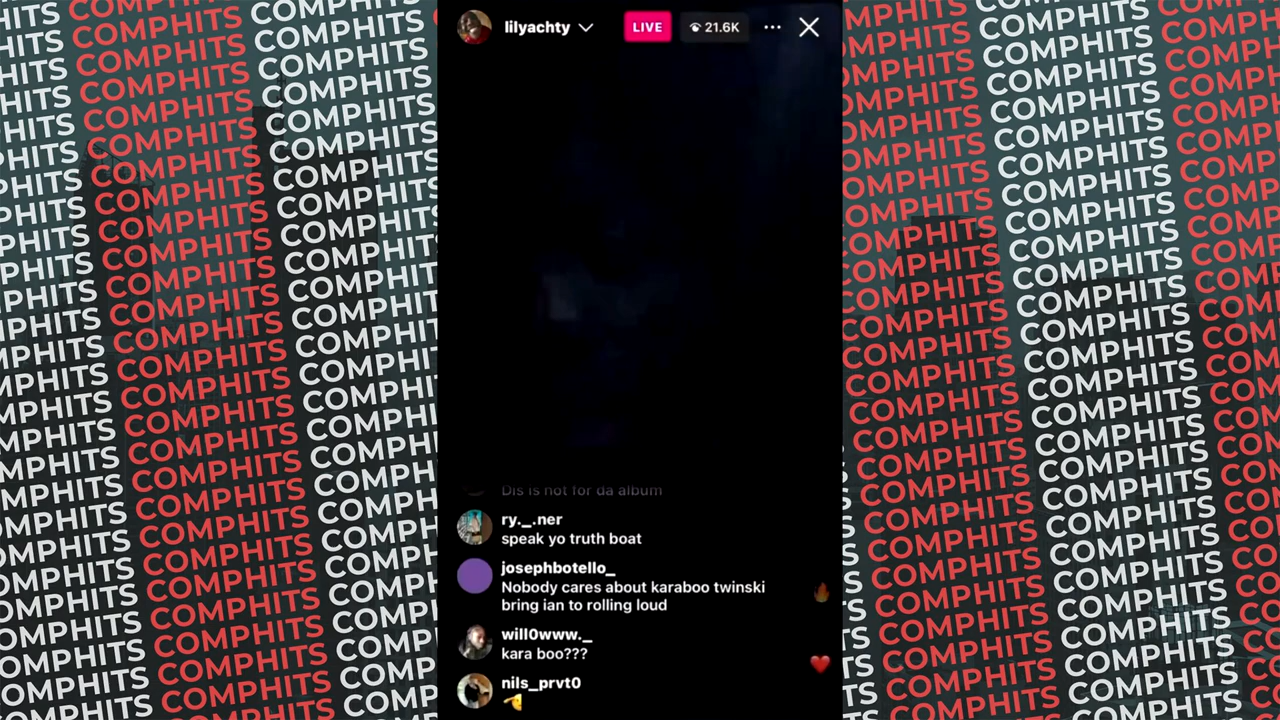 lilyachty
LIVE
21.6K
Dis is not for da album
ry._.ner
speak yo truth boat
josephbotello_
Nobody cares about karaboo twinski
bring ian to rolling loud
will0www._
kara boo???
nils_prvt0
COMPHITS